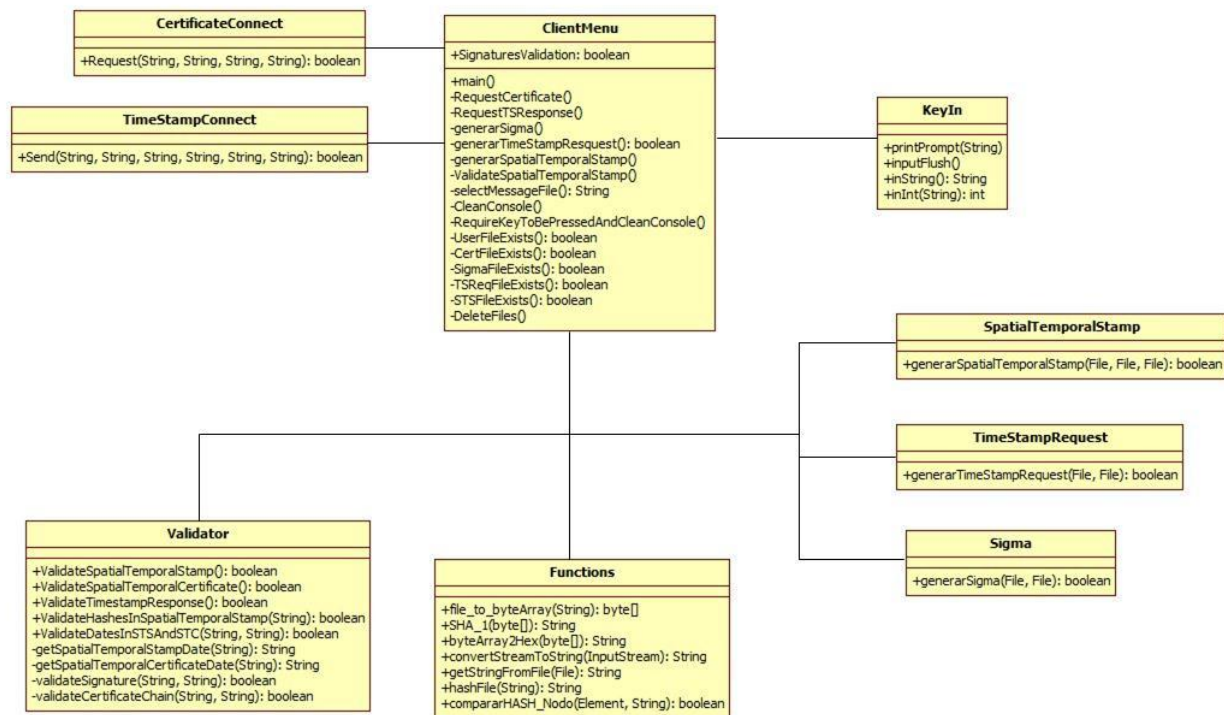 CertificateConnect
+Request(String, String, String, String): boolean
TimeStampConnect
+Send(String, String, String, String, String, String): boolean
ClientMenu
+SignaturesValidation: boolean
+main()
-RequestCertificate()
-RequestTSResponse()
-generarSigma()
-generarTimeStampResquest(): boolean
-generarSpatialTemporalStamp()
-ValidateSpatialTemporalStamp()
-selectMessageFile(): String
-CleanConsole()
-RequireKeyToBePressedAndCleanConsole()
-UserFileExists(): boolean
-CertFileExists(): boolean
-SigmaFileExists(): boolean
-TSReqFileExists(): boolean
-STSFileExists(): boolean
-DeleteFiles()
KeyIn
+printPrompt(String)
+inputFlush()
+inString(): String
+inInt(String): int
SpatialTemporalStamp
+generarSpatialTemporalStamp(File, File, File): boolean
TimeStampRequest
+generarTimeStampRequest(File, File): boolean
Sigma
+generarSigma(File, File): boolean
Validator
+ValidateSpatialTemporalStamp(): boolean
+ValidateSpatialTemporalCertificate(): boolean
+ValidateTimestampResponse(): boolean
+ValidateHashesInSpatialTemporalStamp(String): boolean
+ValidateDatesInSTSAndSTC(String, String): boolean
-getSpatialTemporalStampDate(String): String
-getSpatialTemporalCertificateDate(String): String
-validateSignature(String, String): boolean
-validateCertificateChain(String, String): boolean
Functions
+file_to_byteArray(String): byte[]
+SHA_1(byte[]): String
+byteArray2Hex(byte[]): String
+convertStreamToString(InputStream): String
+getStringFromFile(File): String
+hashFile(String): String
+compararHASH_Nodo(Element, String): boolean